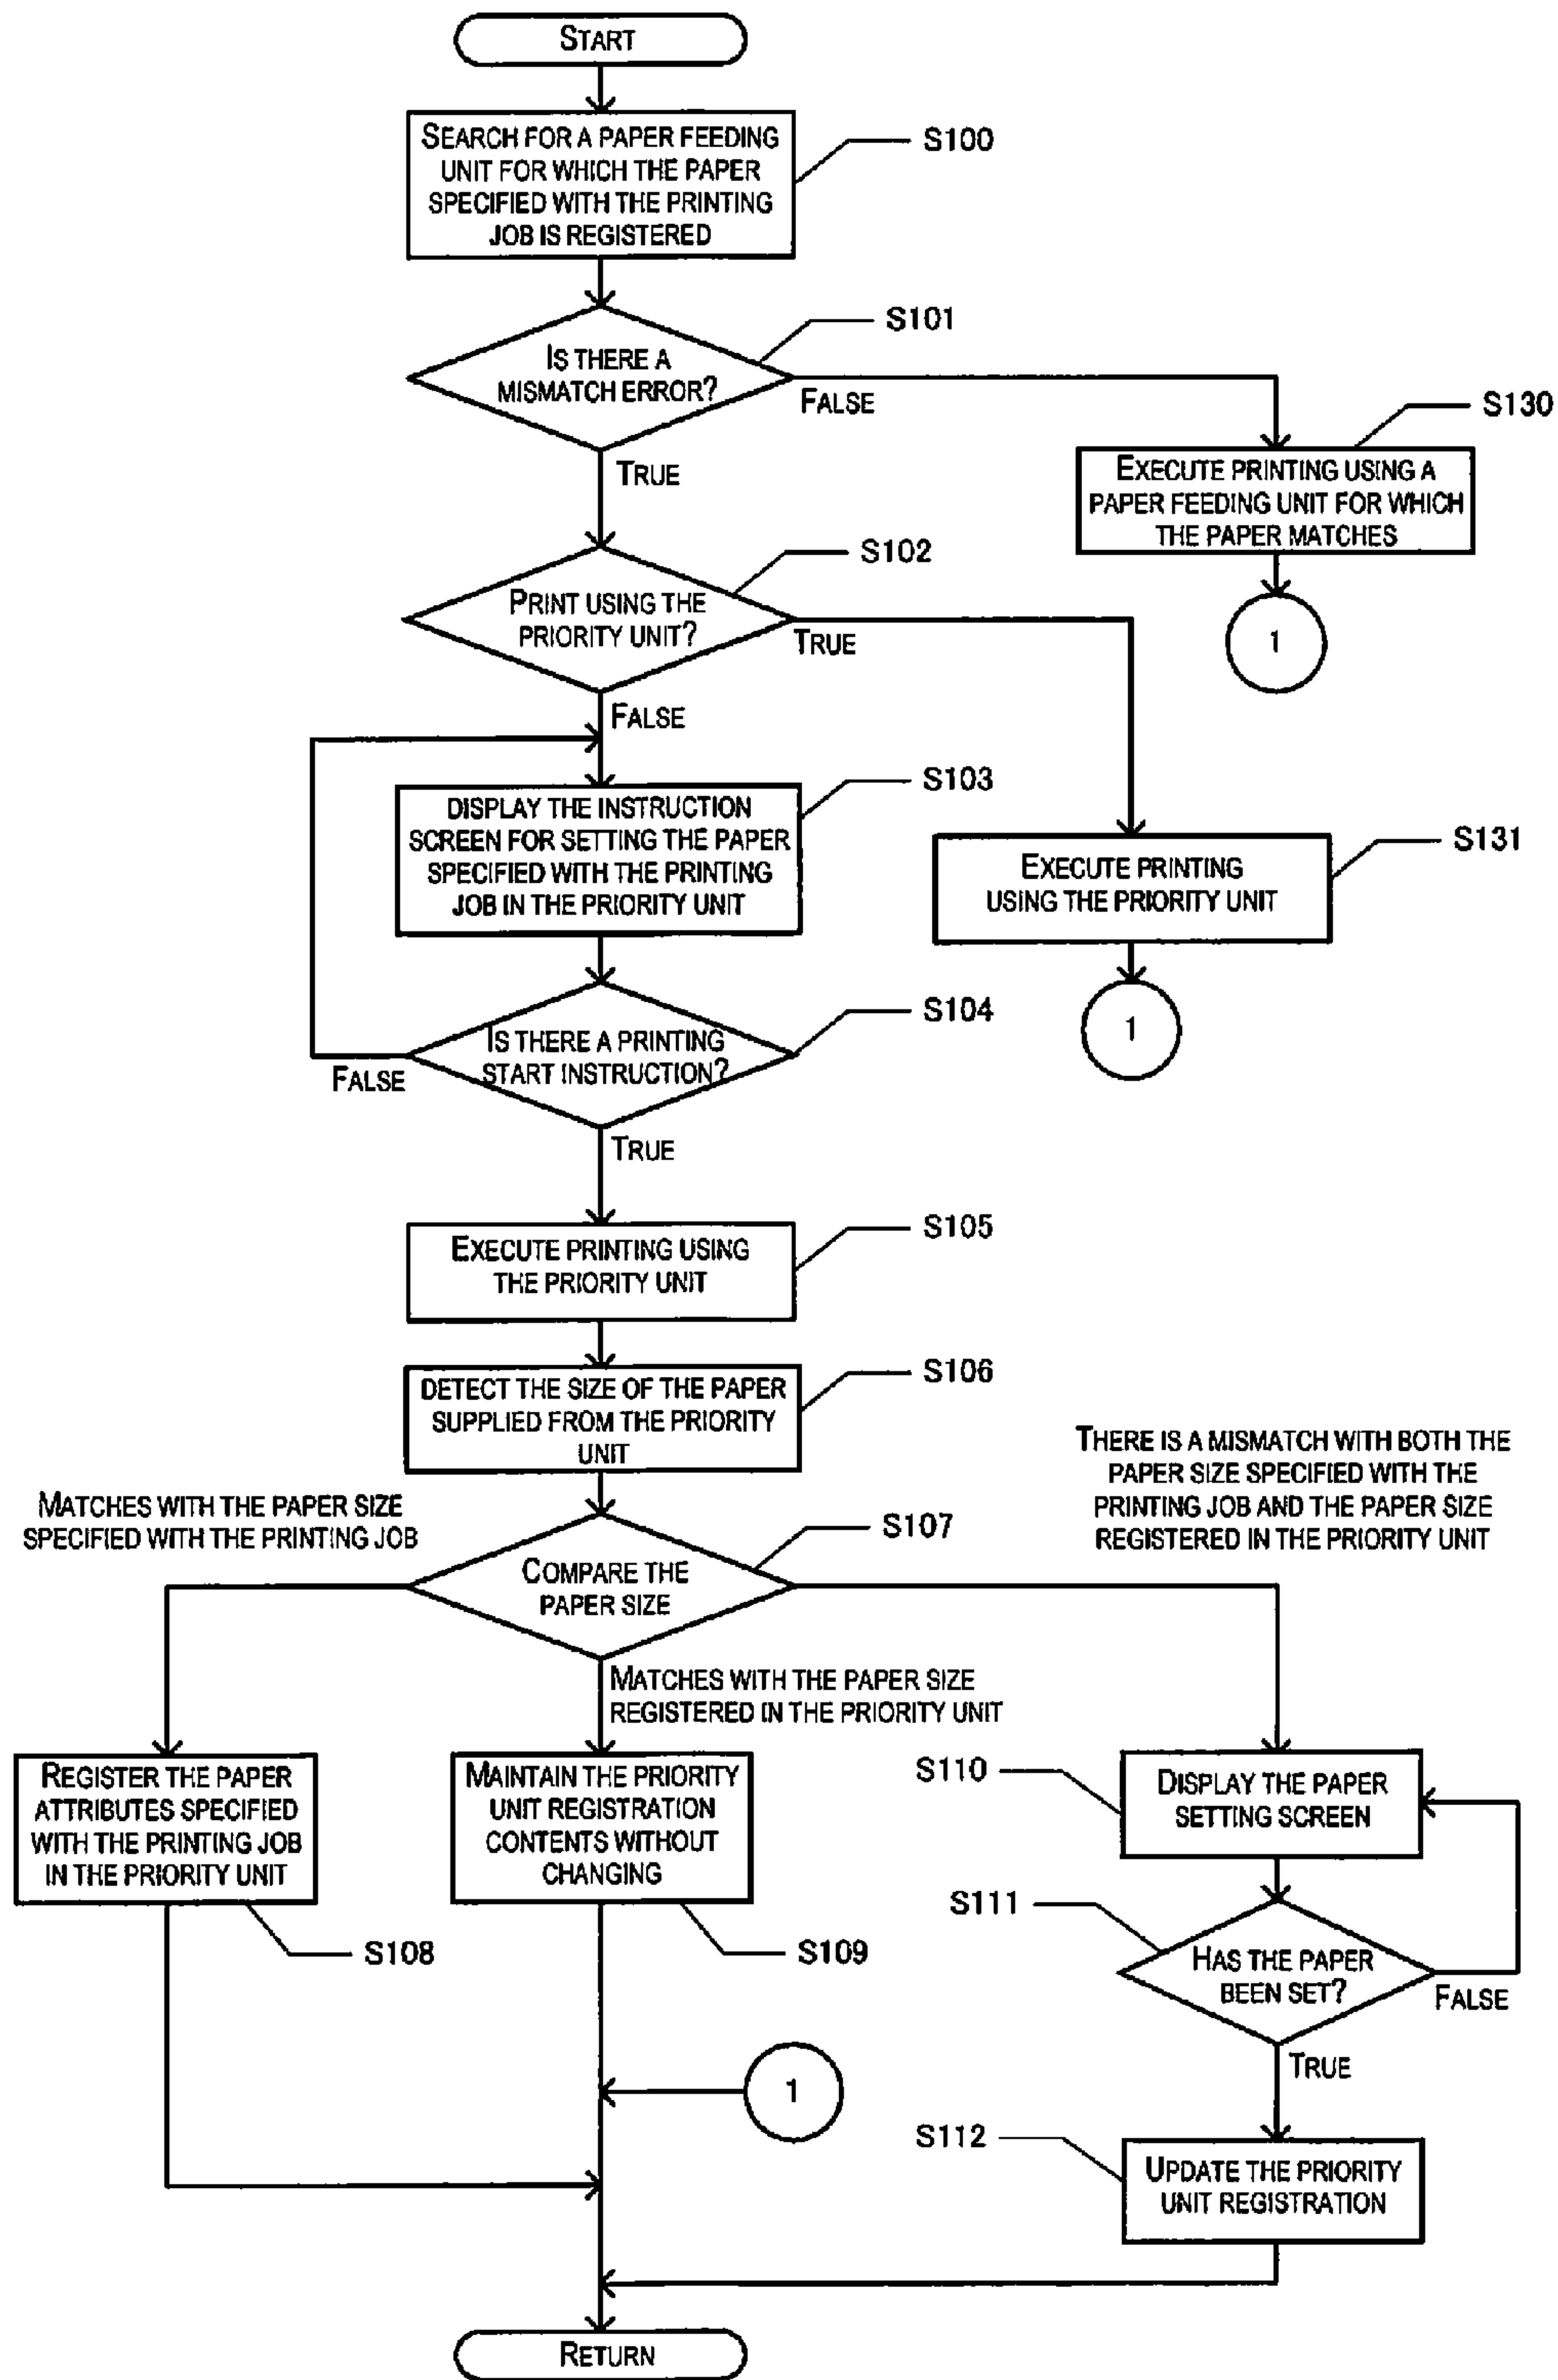 START
SEARCH FOR A PAPER FEEDING
UNIT FOR WHICH THE PAPER
SPECIFIED WITH THE PRINTING
JOB IS REGISTERED
S100
IS THERE A
MISMATCH ERROR?
S101
FALSE
TRUE
S130
EXECUTE PRINTING USING A
PAPER FEEDING UNIT FOR WHICH
THE PAPER MATCHES
1
PRINT USING THE
PRIORITY UNIT?
S102
TRUE
FALSE
DISPLAY THE INSTRUCTION
SCREEN FOR SETTING THE PAPER
SPECIFIED WITH THE PRINTING
JOB IN THE PRIORITY UNIT
S103
S131
EXECUTE PRINTING
USING THE PRIORITY UNIT
1
IS THERE A PRINTING
START INSTRUCTION?
S104
FALSE
TRUE
EXECUTE PRINTING USING
THE PRIORITY UNIT
S105
DETECT THE SIZE OF THE PAPER
SUPPLIED FROM THE PRIORITY
UNIT
S106
MATCHES WITH THE PAPER SIZE
SPECIFIED WITH THE PRINTING JOB
COMPARE THE
PAPER SIZE
S107
THERE IS A MISMATCH WITH BOTH THE
PAPER SIZE SPECIFIED WITH THE
PRINTING JOB AND THE PAPER SIZE
REGISTERED IN THE PRIORITY UNIT
MATCHES WITH THE PAPER SIZE
REGISTERED IN THE PRIORITY UNIT
REGISTER THE PAPER
ATTRIBUTES SPECIFIED
WITH THE PRINTING JOB
IN THE PRIORITY UNIT
S108
MAINTAIN THE PRIORITY
UNIT REGISTRATION
CONTENTS WITHOUT
CHANGING
S109
S110
DISPLAY THE PAPER
SETTING SCREEN
S111
HAS THE PAPER
BEEN SET?
FALSE
TRUE
1
S112
UPDATE THE PRIORITY
UNIT REGISTRATION
RETURN